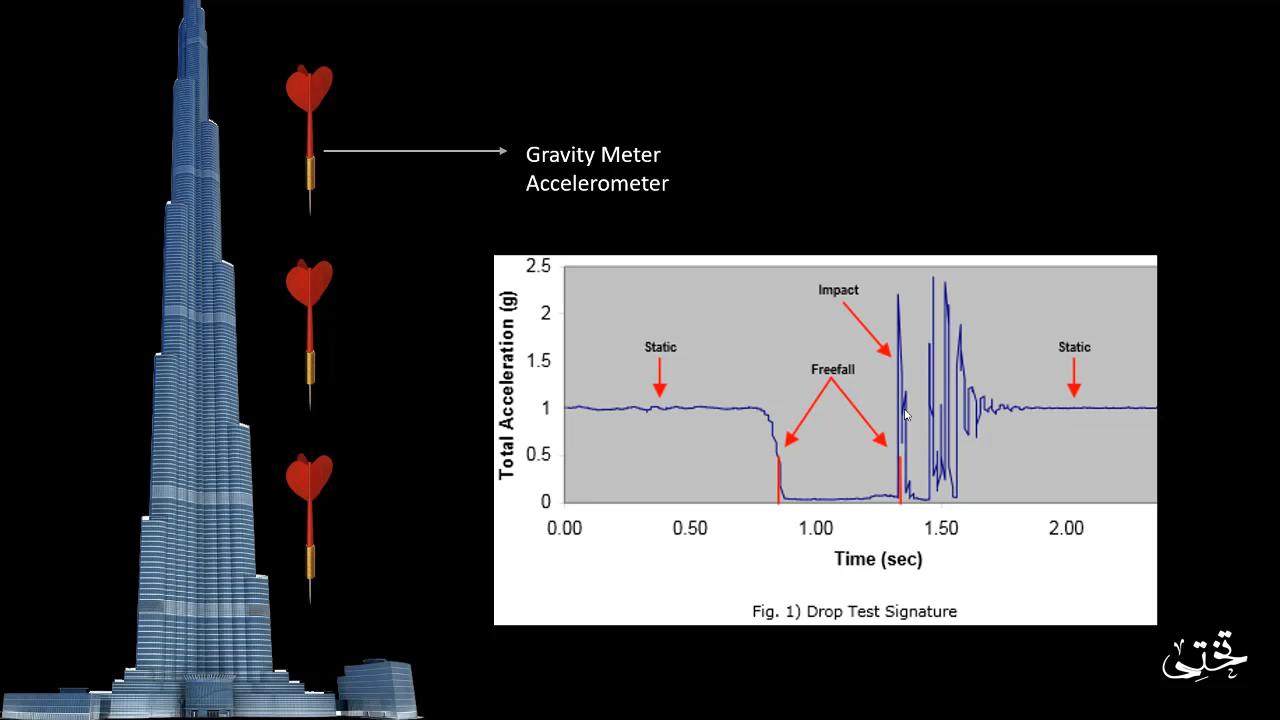 Gravity Meter
Accelerometer
2.5
2
1.5
1
0.5
0
Total Acceleration (g)
Static
Impact
Freefall
Static
0.00 0.50 1.00 1.50 2.00
Time (sec)
Fig. 1) Drop Test Signature
تختی